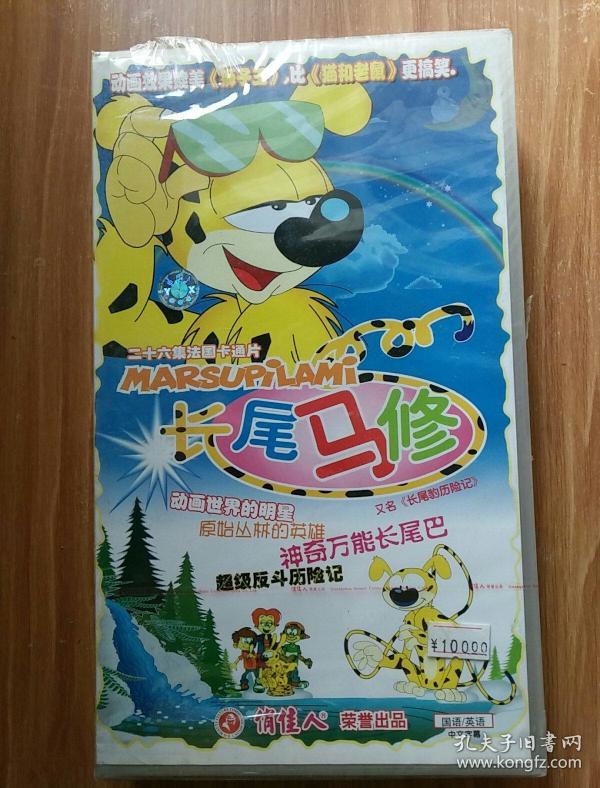 动画效果媲美《狮子王》,比《猫和老鼠》更搞笑.
二十六集法国卡通片
MARSUPiLAMi
长尾马修
又名《长尾豹历险记》
动画世界的明星
原始丛林的英雄
神奇万能长尾巴
超级反斗历险记
¥10000
俏佳人® 荣誉出品
国语/英语
中文字幕
孔夫子旧书网
www.kongfz.com